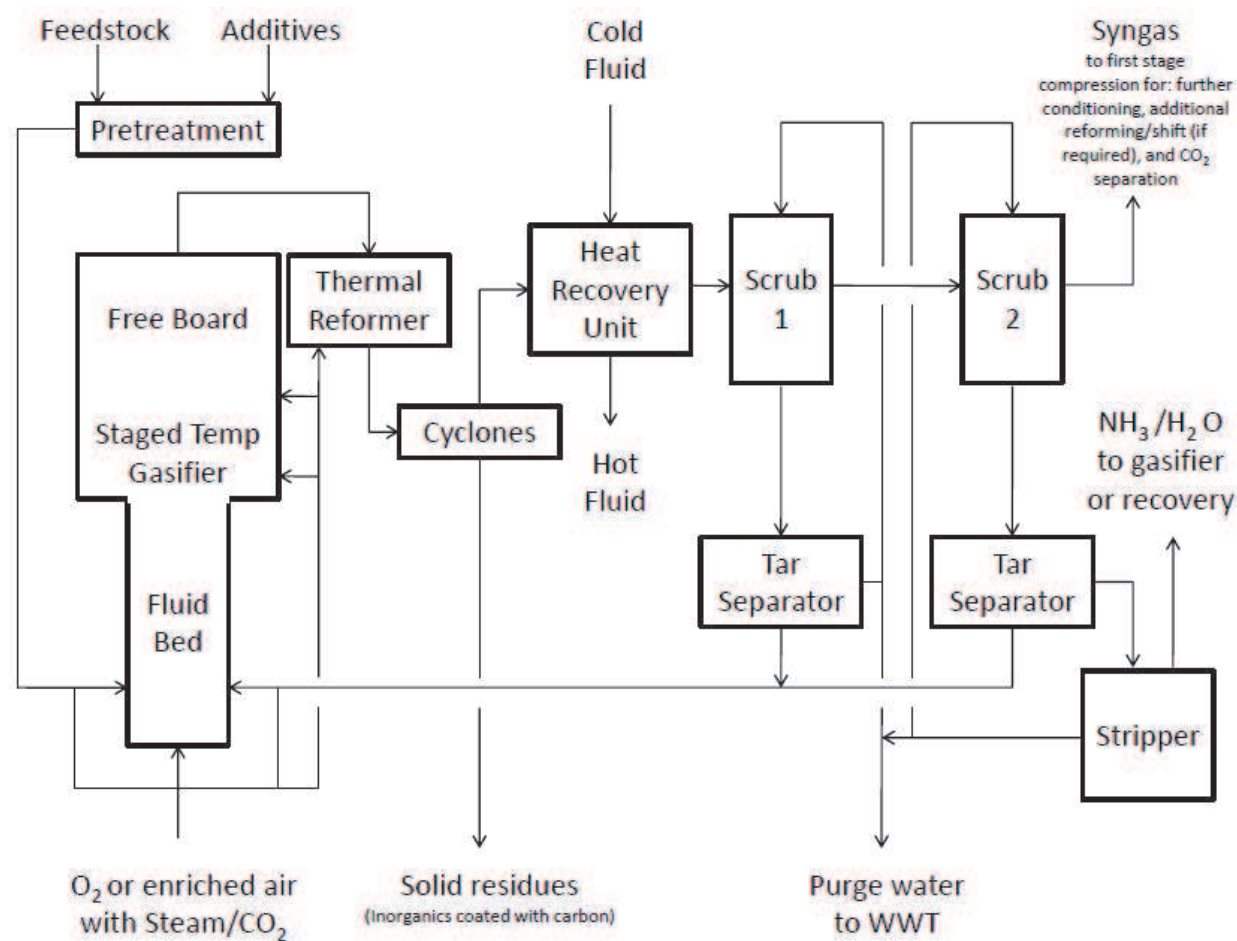 Feedstock
Additives
Pretreatment
Cold
Fluid
Syngas
to first stage
compression for: further
conditioning, additional
reforming/shift (if
required), and CO₂
separation
Free Board
Thermal
Reformer
Heat
Recovery
Unit
Scrub
1
Scrub
2
Staged Temp
Gasifier
Cyclones
Hot
Fluid
NH₃/H₂O
to gasifier
or recovery
Fluid
Bed
Tar
Separator
Tar
Separator
Stripper
O₂ or enriched air
with Steam/CO₂
Solid residues
(Inorganics coated with carbon)
Purge water
to WWT